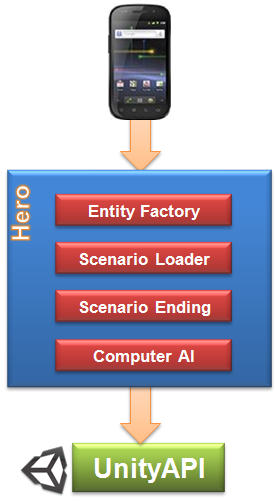 Hero
Entity Factory
Scenario Loader
Scenario Ending
Computer AI
UnityAPI